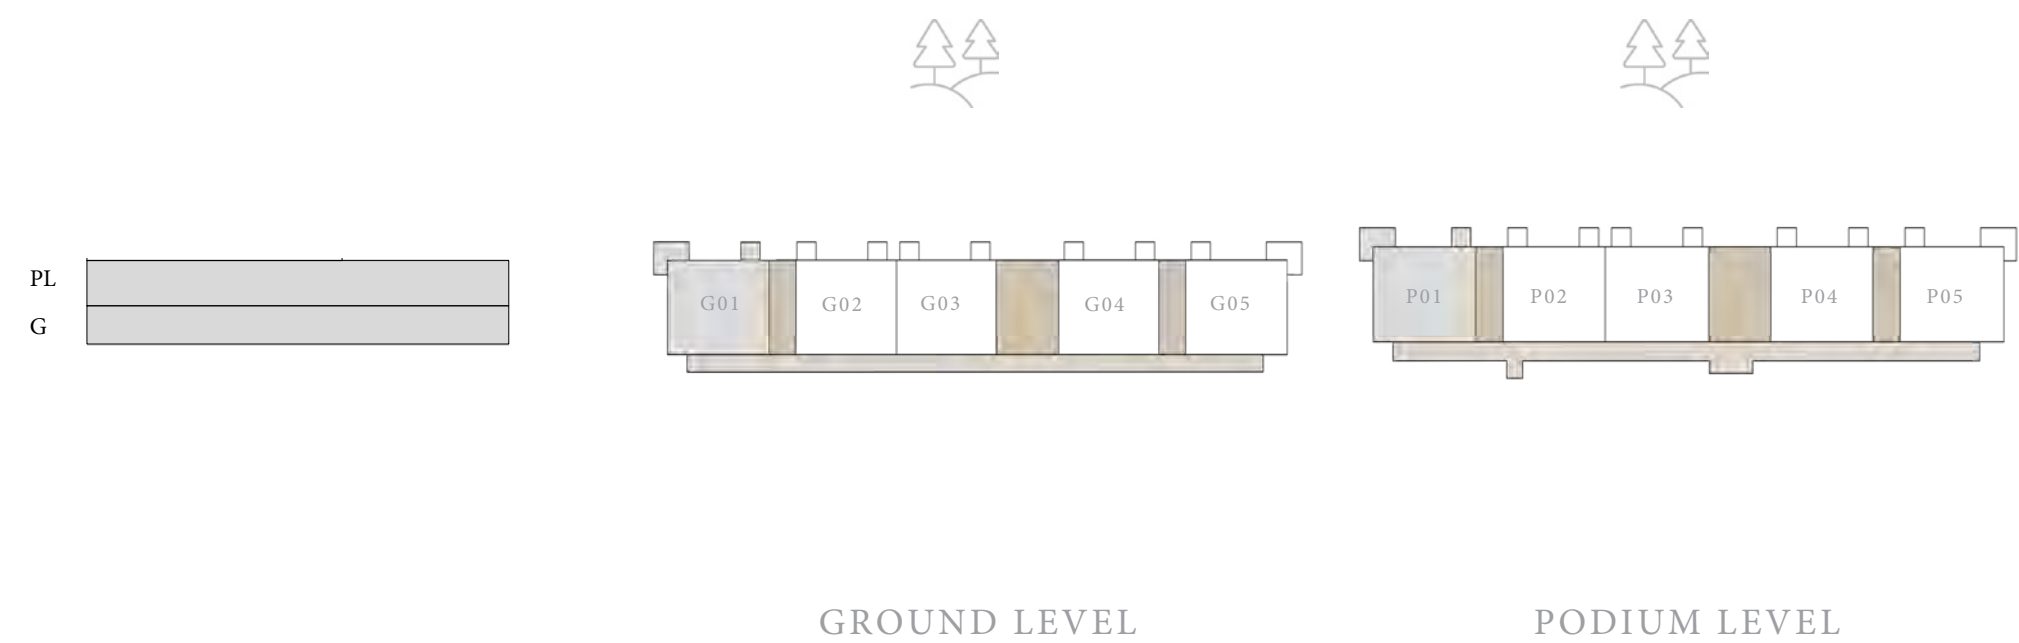 PL
G
G01
G02
G03
G04
G05
P01
P02
P03
P04
P05
GROUND LEVEL
PODIUM LEVEL